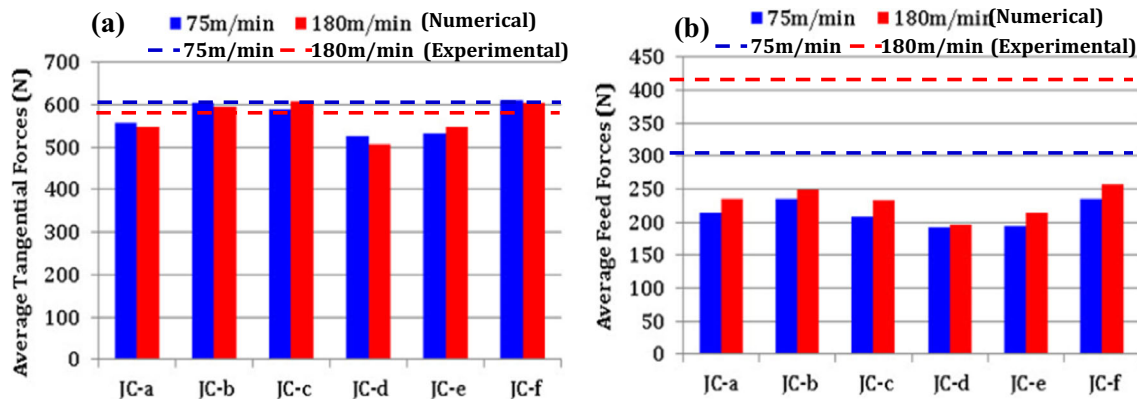 (a)
75m/min 180m/min (Numerical)
75m/min 180m/min (Experimental)
Average Tangential Forces (N)
700
600
500
400
300
200
100
0
JC-a JC-b JC-c JC-d JC-e JC-f
(b)
75m/min 180m/min (Numerical)
75m/min 180m/min (Experimental)
Average Feed Forces (N)
450
400
350
300
250
200
150
100
50
0
JC-a JC-b JC-c JC-d JC-e JC-f